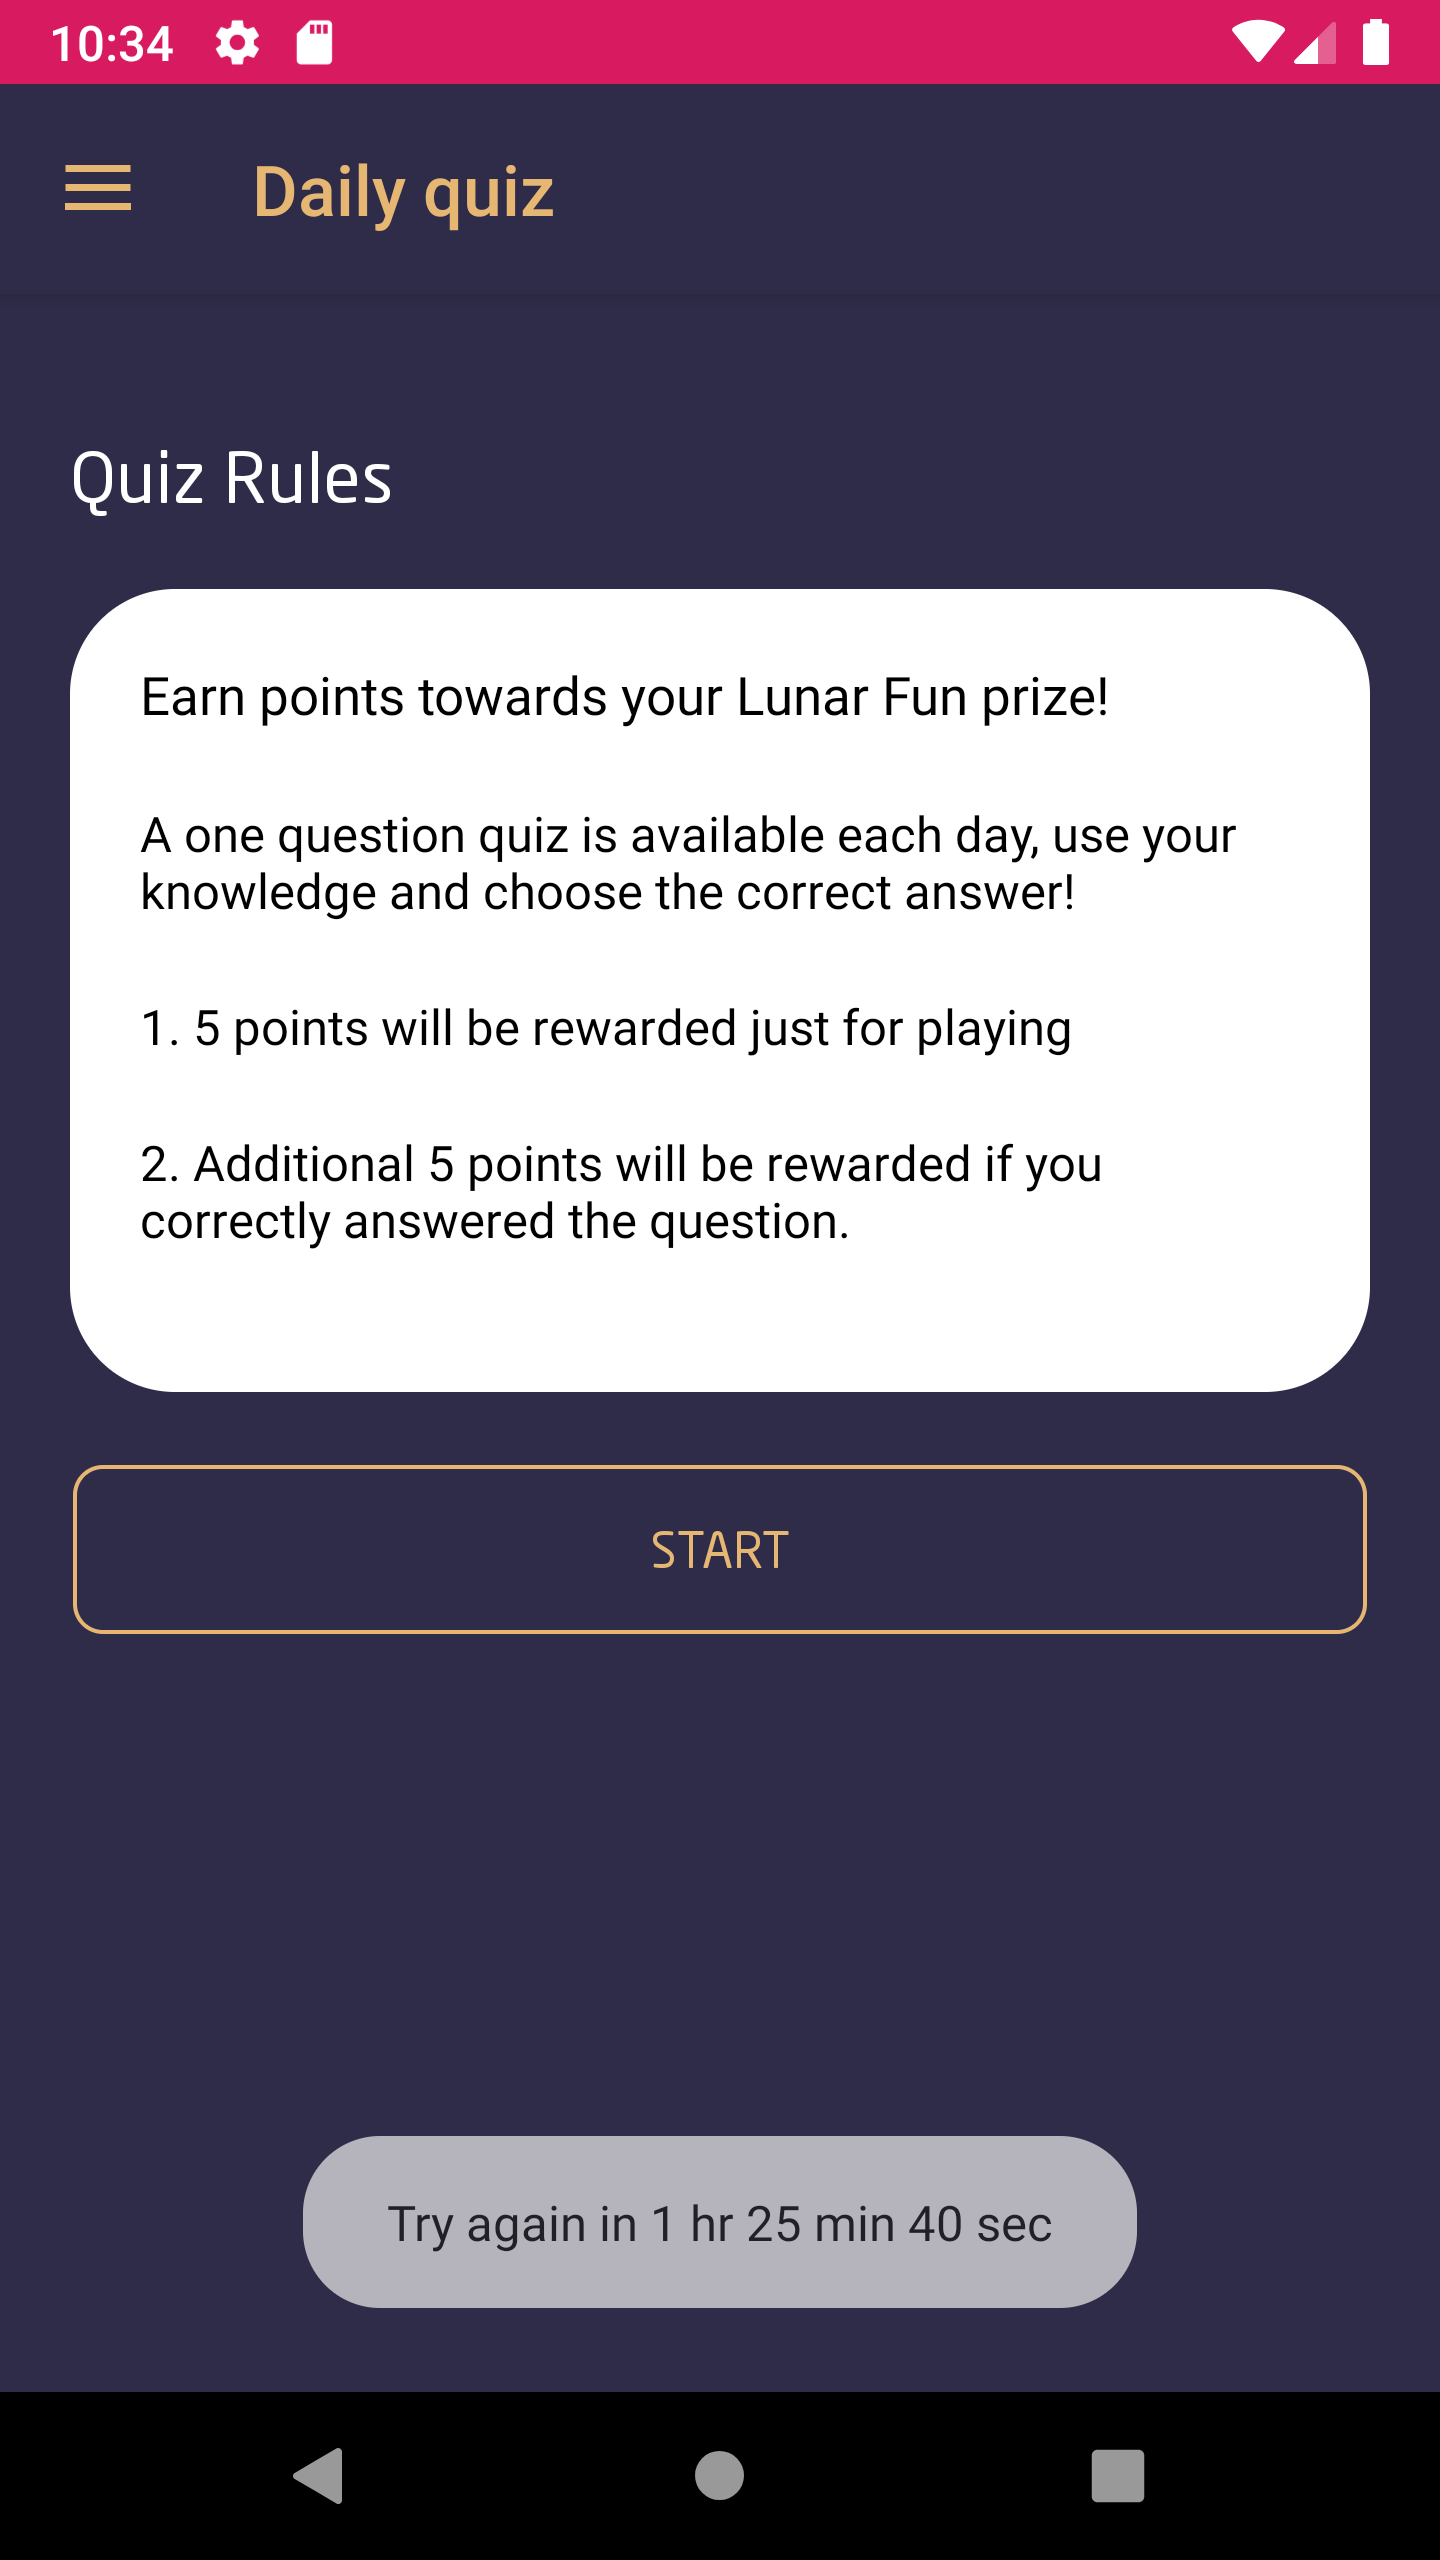 10:34
Daily quiz
Quiz Rules
Earn points towards your Lunar Fun prize!
A one question quiz is available each day, use your
knowledge and choose the correct answer!
1. 5 points will be rewarded just for playing
2. Additional 5 points will be rewarded if you
correctly answered the question.
START
Try again in 1 hr 25 min 40 sec